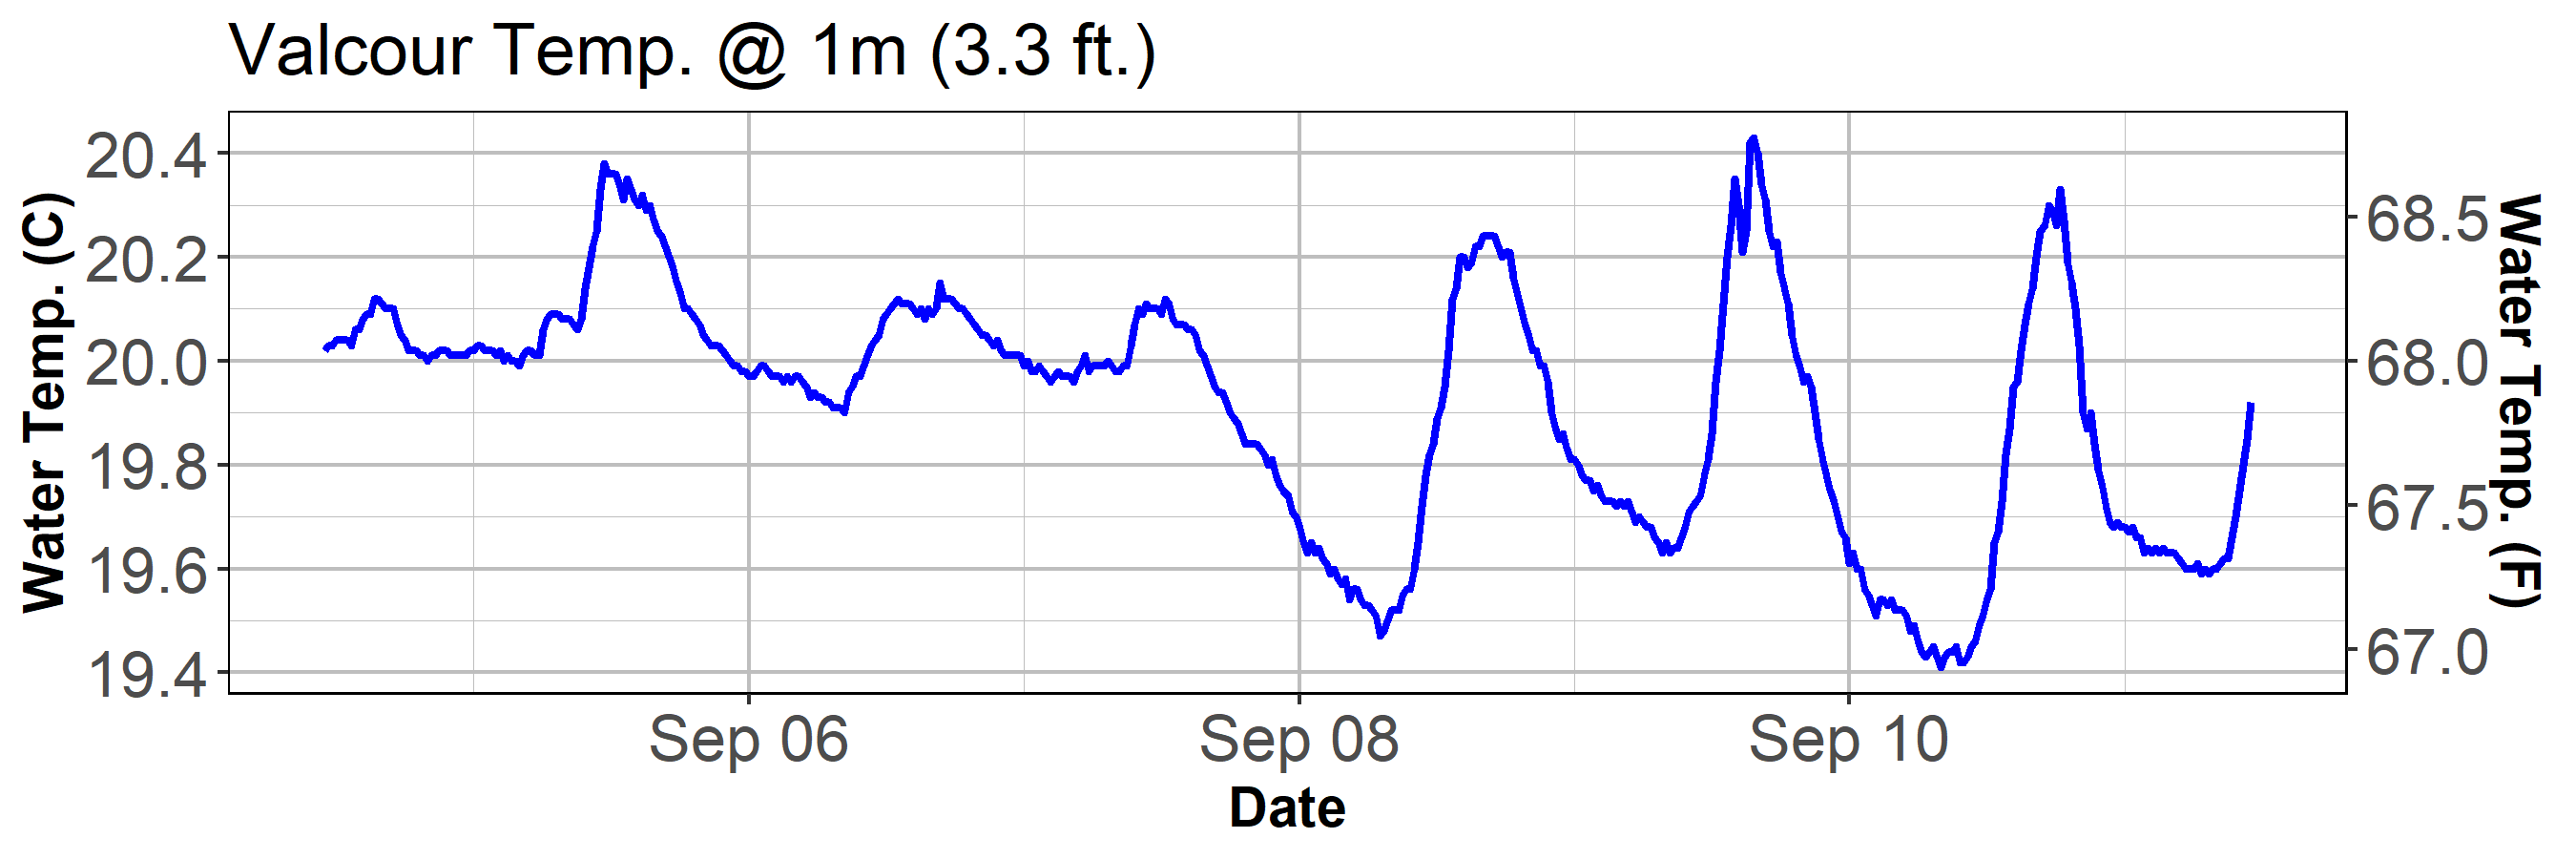 Valcour Temp. @ 1m (3.3 ft.)
Water Temp. (C)
20.4
20.2
20.0
19.8
19.6
19.4
68.5
68.0
67.5
67.0
Water Temp. (F)
Sep 06
Sep 08
Sep 10
Date